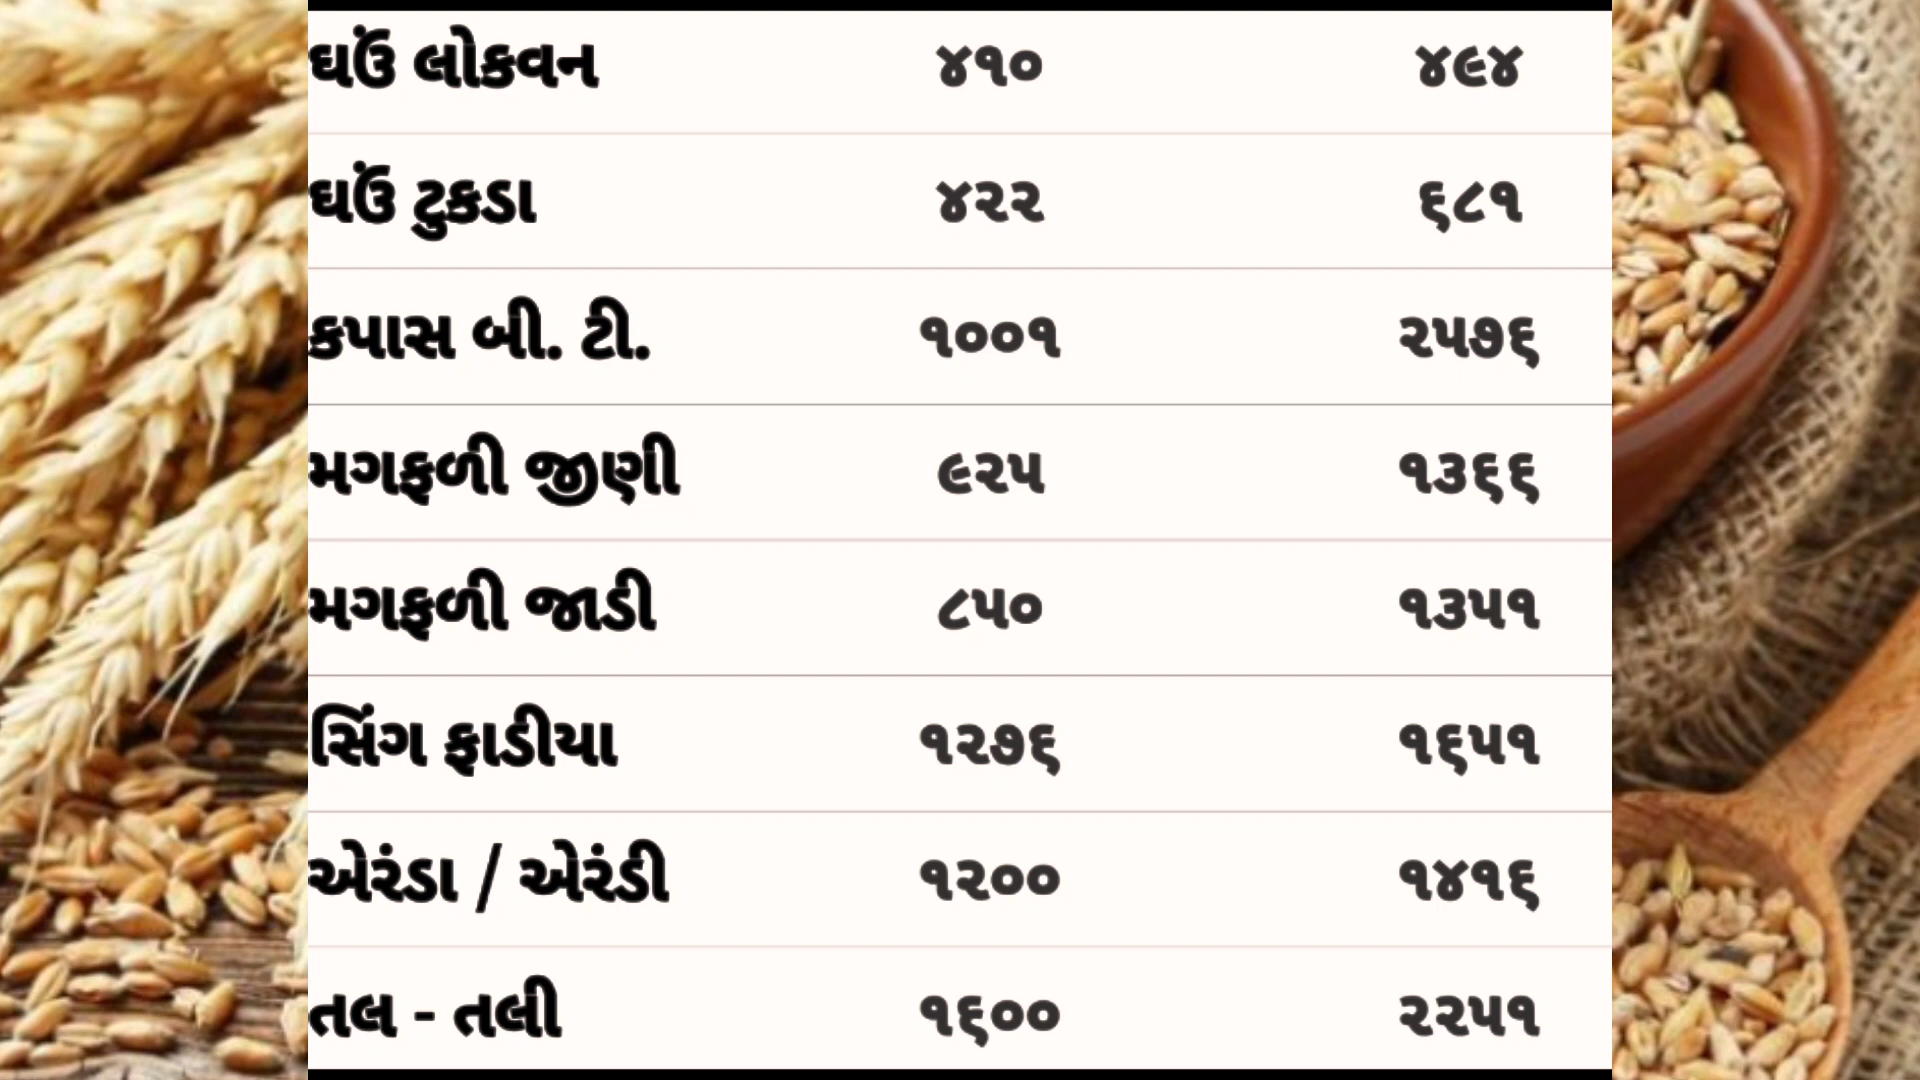 ઘઉં લોકવન ૪૧૦ ૪૯૪
ઘઉં ટુકડા ૪૨૨ ૬૮૧
કપાસ બી. ટી. ૧૦૦૧ ૨૫૭૬
મગફળી જીણી ૯૨૫ ૧૩૬૬
મગફળી જાડી ૮૫૦ ૧૩૫૧
સિંગ ફાડીયા ૧૨૭૬ ૧૬૫૧
એરંડા / એરંડી ૧૨૦૦ ૧૪૧૬
તલ - તલી ૧૬૦૦ ૨૨૫૧